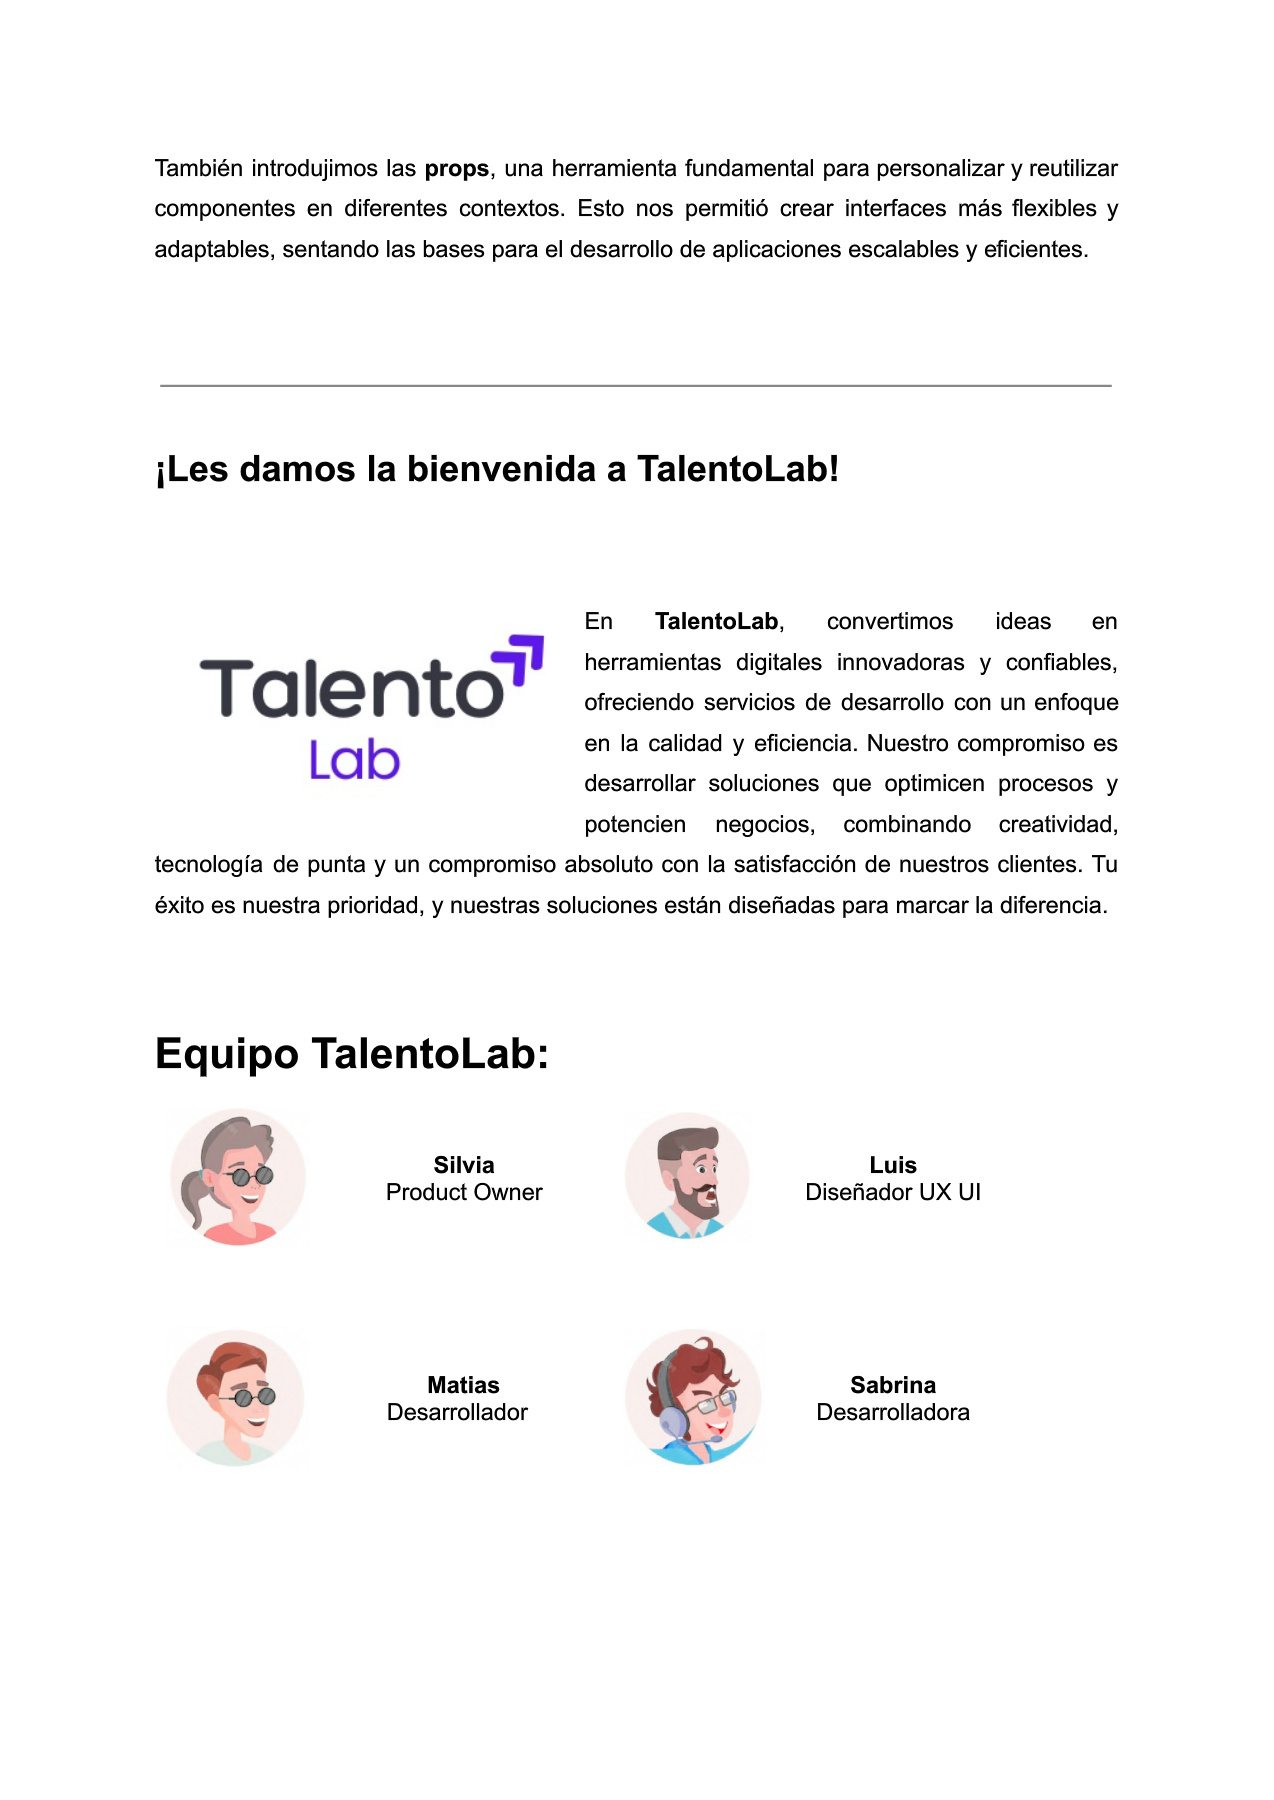 También introdujimos las props, una herramienta fundamental para personalizar y reutilizar
componentes en diferentes contextos. Esto nos permitió crear interfaces más flexibles y
adaptables, sentando las bases para el desarrollo de aplicaciones escalables y eficientes.
¡Les damos la bienvenida a TalentoLab!
Talento
Lab
En TalentoLab, convertimos ideas en
herramientas digitales innovadoras y confiables,
ofreciendo servicios de desarrollo con un enfoque
en la calidad y eficiencia. Nuestro compromiso es
desarrollar soluciones que optimicen procesos y
potencien negocios, combinando creatividad,
tecnología de punta y un compromiso absoluto con la satisfacción de nuestros clientes. Tu
éxito es nuestra prioridad, y nuestras soluciones están diseñadas para marcar la diferencia.
Equipo TalentoLab:
Silvia
Product Owner
Luis
Diseñador UX UI
Matias
Desarrollador
Sabrina
Desarrolladora